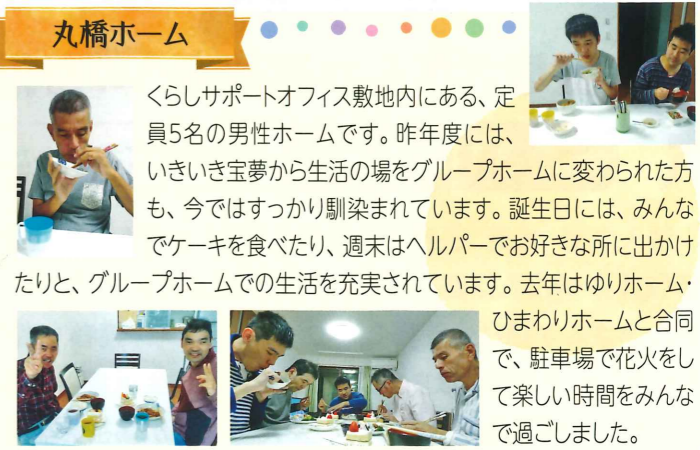 丸橋ホーム
くらしサポートオフィス敷地内にある、定
員5名の男性ホームです。昨年度には、
いきいき宝夢から生活の場をグループホームに変わられた方
も、今ではすっかり馴染まれています。誕生日には、みんな
でケーキを食べたり、週末はヘルパーでお好きな所に出かけ
たりと、グループホームでの生活を充実されています。去年はゆりホーム・
ひまわりホームと合同
で、駐車場で花火をし
て楽しい時間をみんな
で過ごしました。